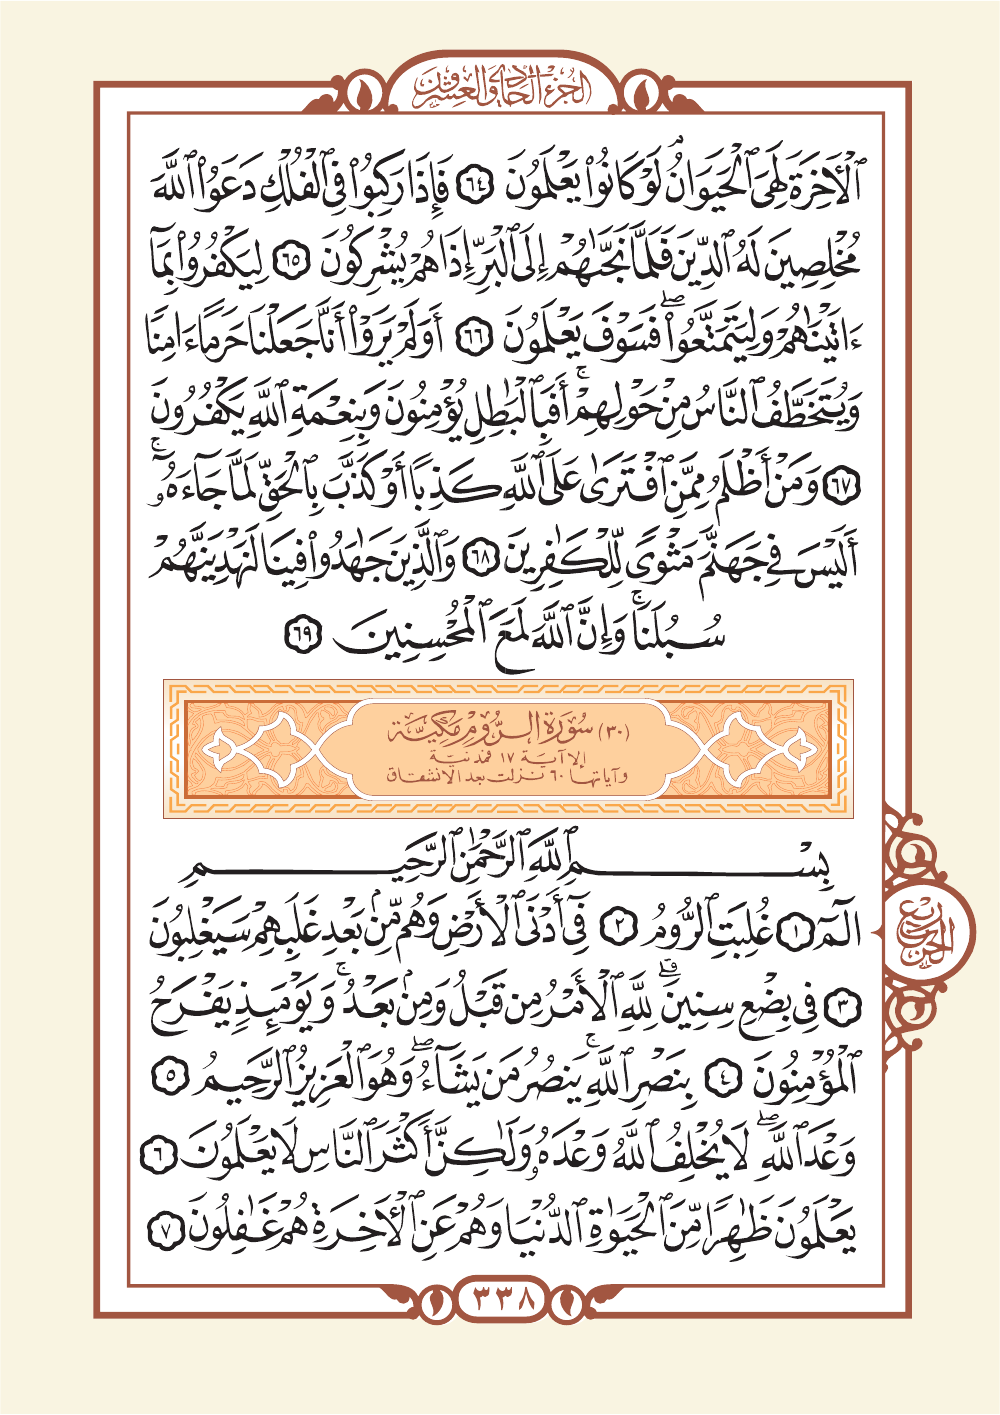 الجزء الحادي والعشرون
ٱلْأَخِرَةَ لَهِىَ ٱلْحَيَوَانُ ۘ لَوْ كَانُوا۟ يَعْلَمُونَ ٦٤ فَإِذَا رَكِبُوا۟ فِى ٱلْفُلْكِ دَعَوُا۟ ٱللَّهَ
مُخْلِصِينَ لَهُ ٱلدِّينَ فَلَمَّا نَجَّىٰهُمْ إِلَى ٱلْبَرِّ إِذَا هُمْ يُشْرِكُونَ ٦٥ لِيَكْفُرُوا۟ بِمَآ
ءَاتَيْنَٰهُمْ وَلِيَتَمَتَّعُوا۟ ۖ فَسَوْفَ يَعْلَمُونَ ٦٦ أَوَلَمْ يَرَوْا۟ أَنَّا جَعَلْنَا حَرَمًا ءَامِنًا
وَيُتَخَطَّفُ ٱلنَّاسُ مِنْ حَوْلِهِمْ ۚ أَفَبِٱلْبَٰطِلِ يُؤْمِنُونَ وَبِنِعْمَةِ ٱللَّهِ يَكْفُرُونَ
٦٧ وَمَنْ أَظْلَمُ مِمَّنِ ٱفْتَرَىٰ عَلَى ٱللَّهِ كَذِبًا أَوْ كَذَّبَ بِٱلْحَقِّ لَمَّا جَآءَهُۥٓ ۚ
أَلَيْسَ فِى جَهَنَّمَ مَثْوًى لِّلْكَٰفِرِينَ ٦٨ وَٱلَّذِينَ جَٰهَدُوا۟ فِينَا لَنَهْدِيَنَّهُمْ
سُبُلَنَا ۚ وَإِنَّ ٱللَّهَ لَمَعَ ٱلْمُحْسِنِينَ ٦٩
(٣٠) سُورَةُ الرُّومِ مَكِّيَّة
إلا آية ١٧ فمدنية
وآياتها ٦٠ نزلت بعد الانشقاق
بِسْمِ ٱللَّهِ ٱلرَّحْمَٰنِ ٱلرَّحِيمِ
الٓمٓ ١ غُلِبَتِ ٱلرُّومُ ٢ فِىٓ أَدْنَى ٱلْأَرْضِ وَهُم مِّنۢ بَعْدِ غَلَبِهِمْ سَيَغْلِبُونَ
٣ فِى بِضْعِ سِنِينَ ۗ لِلَّهِ ٱلْأَمْرُ مِن قَبْلُ وَمِنۢ بَعْدُ ۚ وَيَوْمَئِذٍ يَفْرَحُ
ٱلْمُؤْمِنُونَ ٤ بِنَصْرِ ٱللَّهِ ۚ يَنصُرُ مَن يَشَآءُ ۖ وَهُوَ ٱلْعَزِيزُ ٱلرَّحِيمُ ٥
وَعْدَ ٱللَّهِ ۖ لَا يُخْلِفُ ٱللَّهُ وَعْدَهُۥ وَلَٰكِنَّ أَكْثَرَ ٱلنَّاسِ لَا يَعْلَمُونَ ٦
يَعْلَمُونَ ظَٰهِرًا مِّنَ ٱلْحَيَوٰةِ ٱلدُّنْيَا وَهُمْ عَنِ ٱلْأَخِرَةِ هُمْ غَٰفِلُونَ ٧
ربع
الحزب
٣٣٨